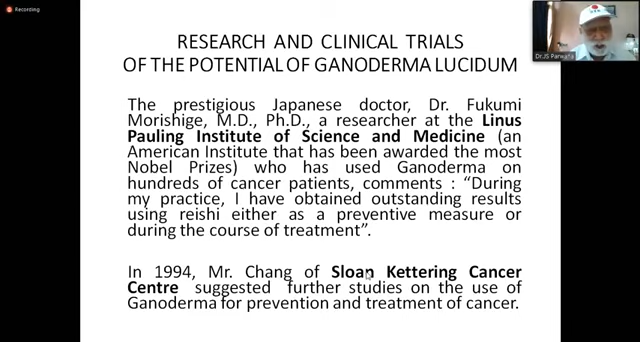 Recording
RESEARCH AND CLINICAL TRIALS
OF THE POTENTIAL OF GANODERMA LUCIDUM
The prestigious Japanese doctor, Dr. Fukumi
Morishige, M.D., Ph.D., a researcher at the Linus
Pauling Institute of Science and Medicine (an
American Institute that has been awarded the most
Nobel Prizes) who has used Ganoderma on
hundreds of cancer patients, comments : “During
my practice, I have obtained outstanding results
using reishi either as a preventive measure or
during the course of treatment”.
In 1994, Mr. Chang of Sloan Kettering Cancer
Centre suggested further studies on the use of
Ganoderma for prevention and treatment of cancer.